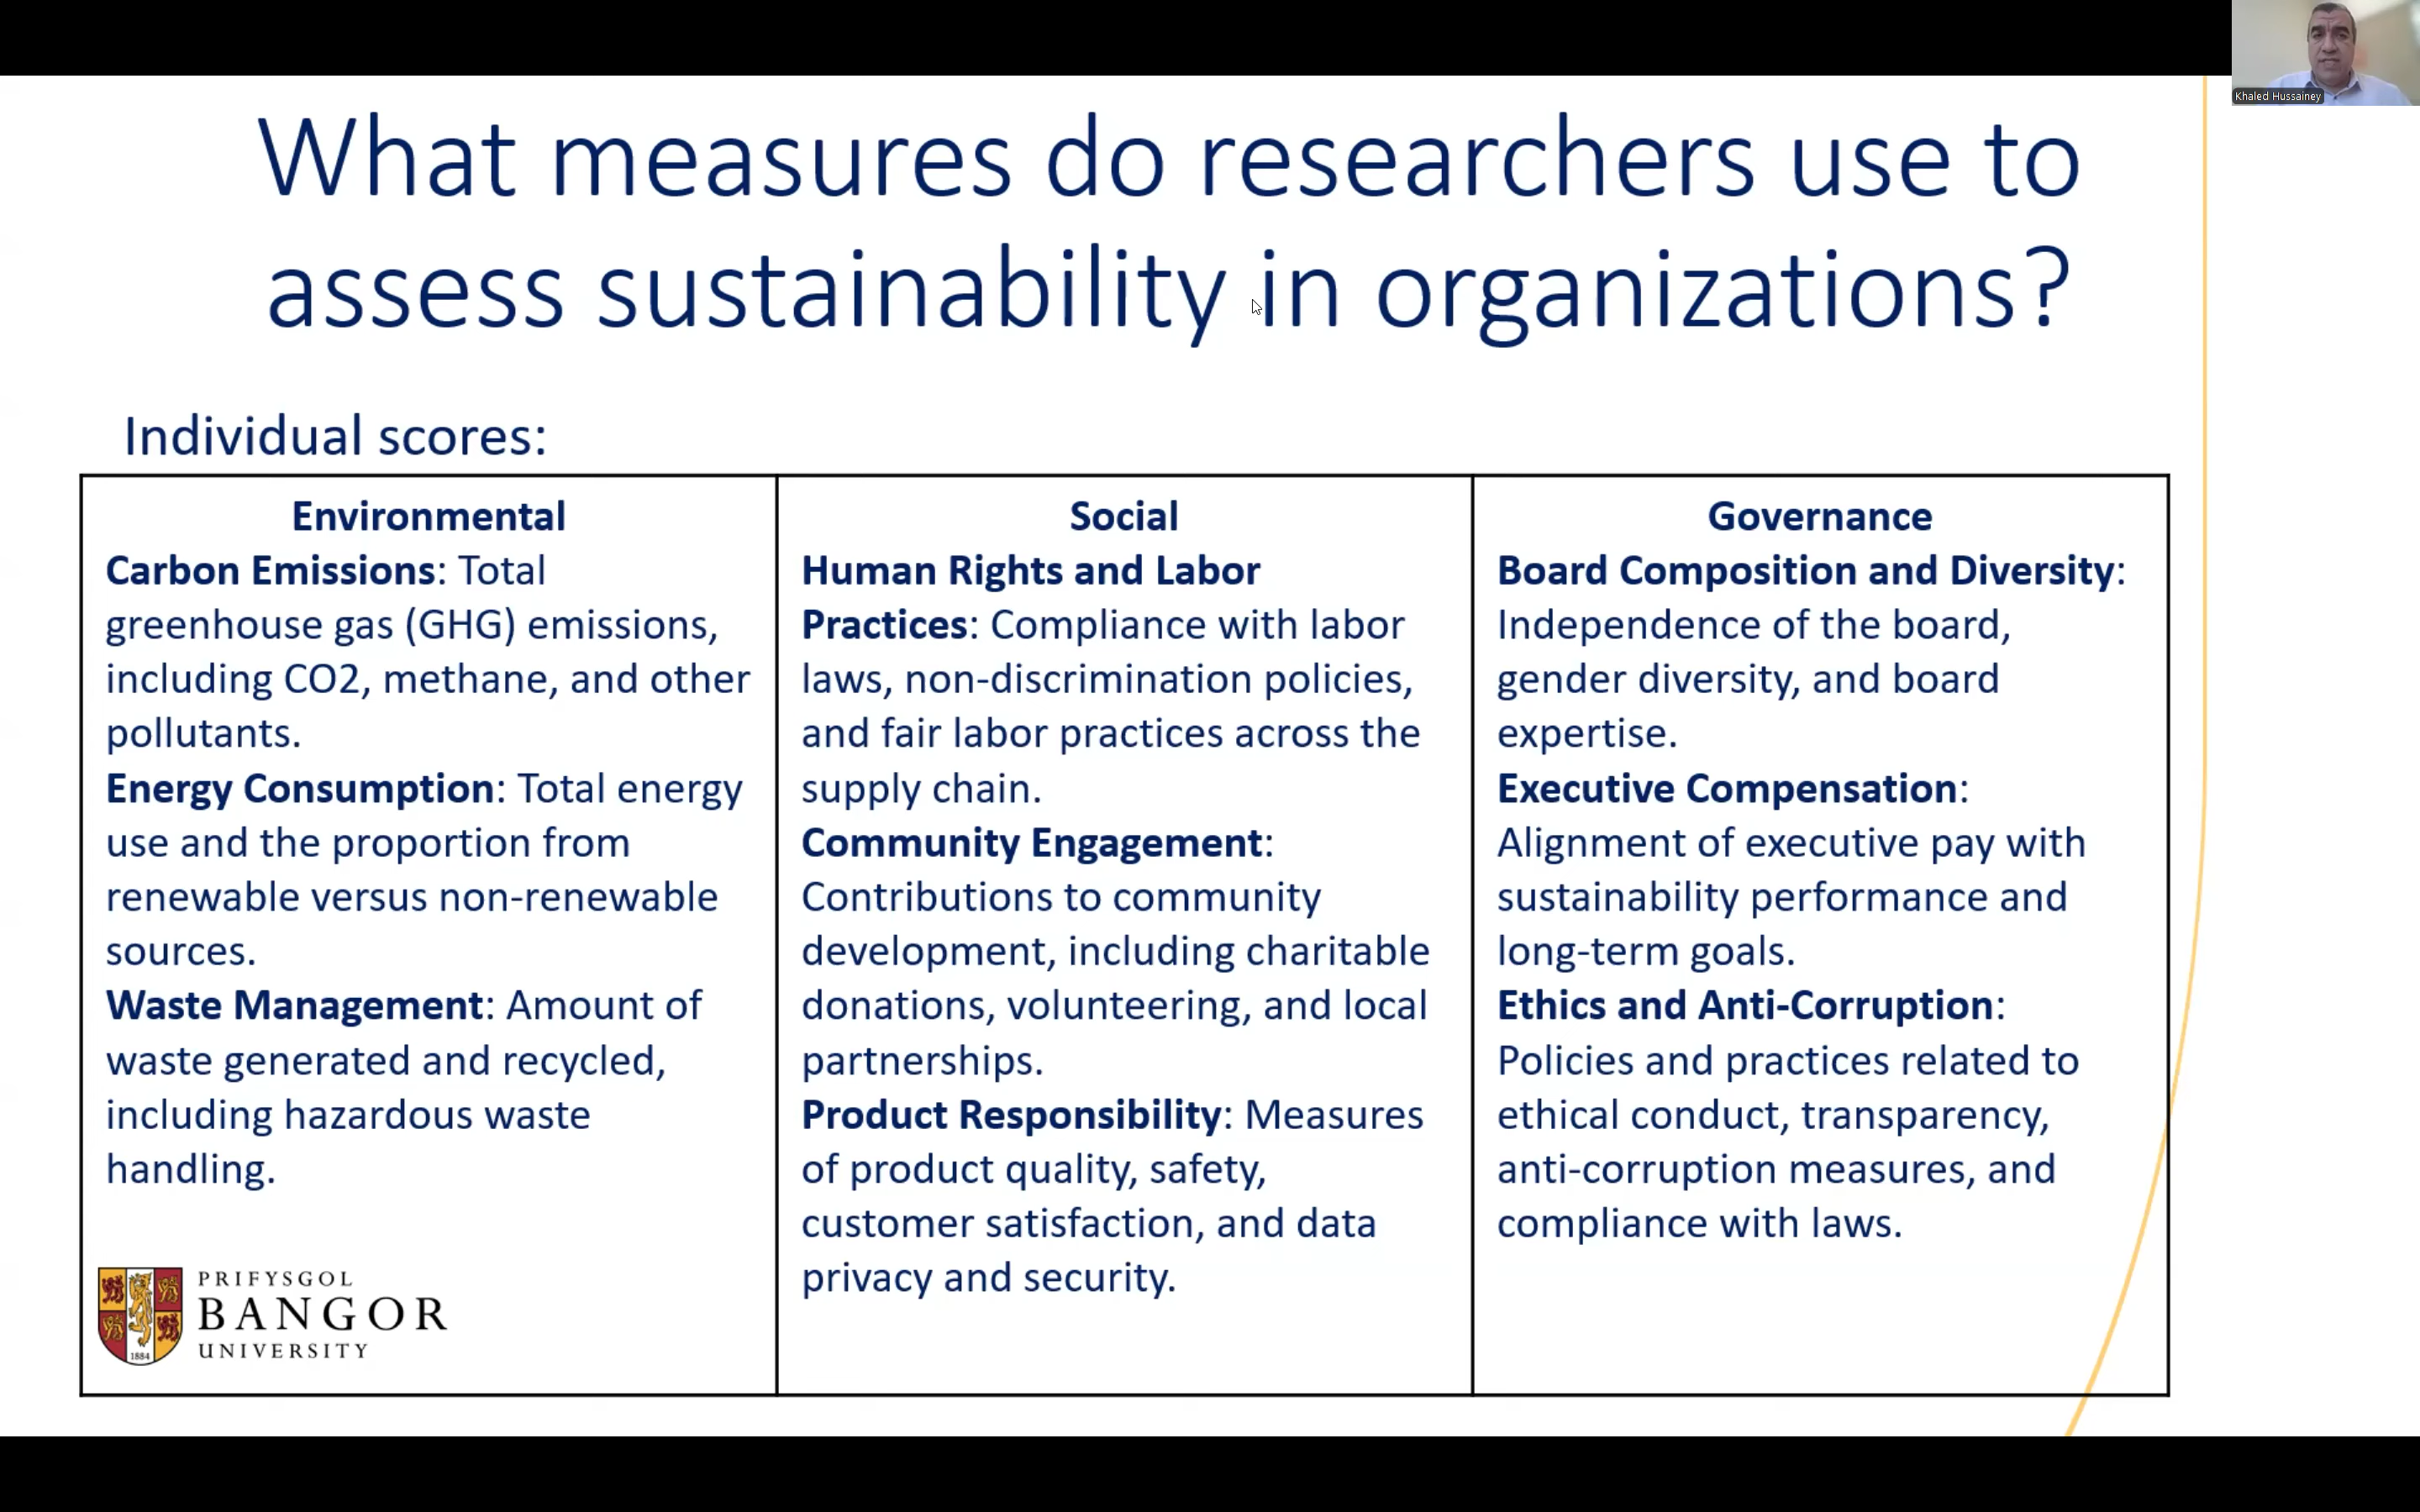 Khaled Hussainey
What measures do researchers use to
assess sustainability in organizations?
Individual scores:
Environmental
Carbon Emissions: Total
greenhouse gas (GHG) emissions,
including CO2, methane, and other
pollutants.
Energy Consumption: Total energy
use and the proportion from
renewable versus non-renewable
sources.
Waste Management: Amount of
waste generated and recycled,
including hazardous waste
handling.
Social
Human Rights and Labor
Practices: Compliance with labor
laws, non-discrimination policies,
and fair labor practices across the
supply chain.
Community Engagement:
Contributions to community
development, including charitable
donations, volunteering, and local
partnerships.
Product Responsibility: Measures
of product quality, safety,
customer satisfaction, and data
privacy and security.
Governance
Board Composition and Diversity:
Independence of the board,
gender diversity, and board
expertise.
Executive Compensation:
Alignment of executive pay with
sustainability performance and
long-term goals.
Ethics and Anti-Corruption:
Policies and practices related to
ethical conduct, transparency,
anti-corruption measures, and
compliance with laws.
PRIFYSGOL
BANGOR
UNIVERSITY
1884